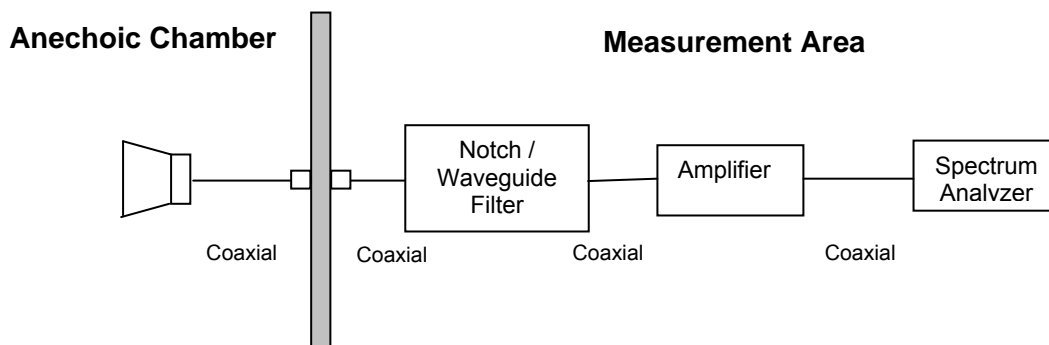 Anechoic Chamber
Measurement Area
Notch /
Waveguide
Filter
Amplifier
Spectrum
Analvzer
Coaxial
Coaxial
Coaxial
Coaxial